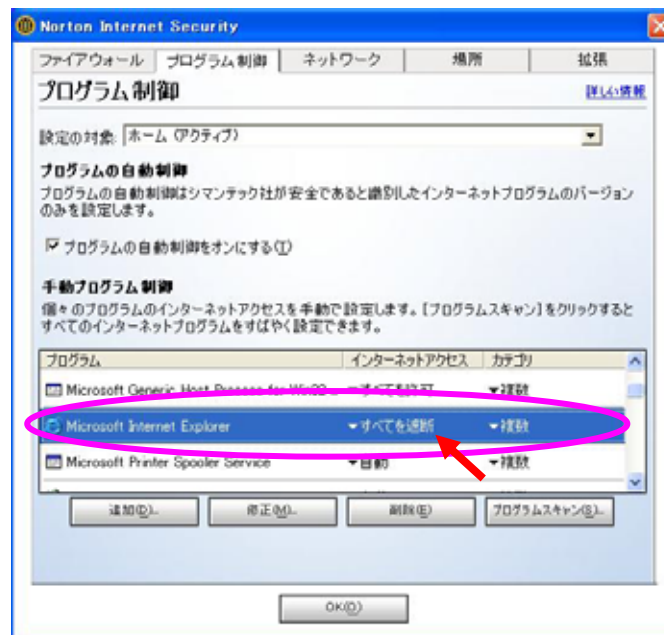 Norton Internet Security
ファイアウォール プログラム制御 ネットワーク 場所 拡張
プログラム制御 詳しい情報
設定の対象: ホーム (アクティブ)
プログラムの自動制御
プログラムの自動制御はシマンテック社が安全であると識別したインターネットプログラムのバージョン
のみを設定します。
プログラムの自動制御をオンにする(T)
手動プログラム制御
個々のプログラムのインターネットアクセスを手動で設定します。[プログラムスキャン]をクリックすると
すべてのインターネットプログラムをすばやく設定できます。
プログラム インターネットアクセス カテゴリ
Microsoft Generic Host Process for Win32 すべてを許可 複数
Microsoft Internet Explorer すべてを遮断 複数
Microsoft Printer Spooler Service 自動 複数
追加(D)... 修正(M)... 削除(E) プログラムスキャン(S)...
OK(O)